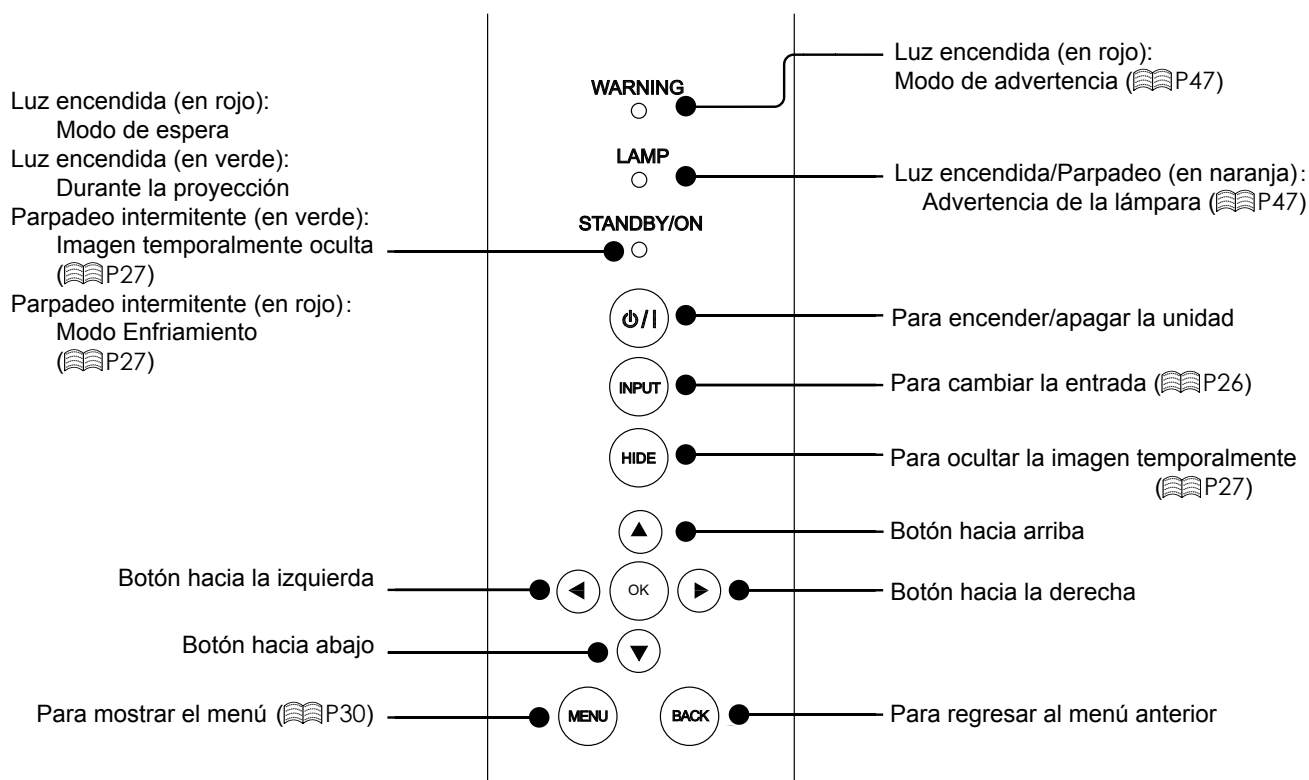 Luz encendida (en rojo):
Modo de espera
Luz encendida (en verde):
Durante la proyección
Parpadeo intermitente (en verde):
Imagen temporalmente oculta
(P27)
Parpadeo intermitente (en rojo):
Modo Enfriamiento
(P27)
Botón hacia la izquierda
Botón hacia abajo
Para mostrar el menú (P30)
WARNING
LAMP
STANDBY/ON
⏻/|
INPUT
HIDE
▲
◀ OK ▶
▼
MENU BACK
Luz encendida (en rojo):
Modo de advertencia (P47)
Luz encendida/Parpadeo (en naranja):
Advertencia de la lámpara (P47)
Para encender/apagar la unidad
Para cambiar la entrada (P26)
Para ocultar la imagen temporalmente
(P27)
Botón hacia arriba
Botón hacia la derecha
Para regresar al menú anterior